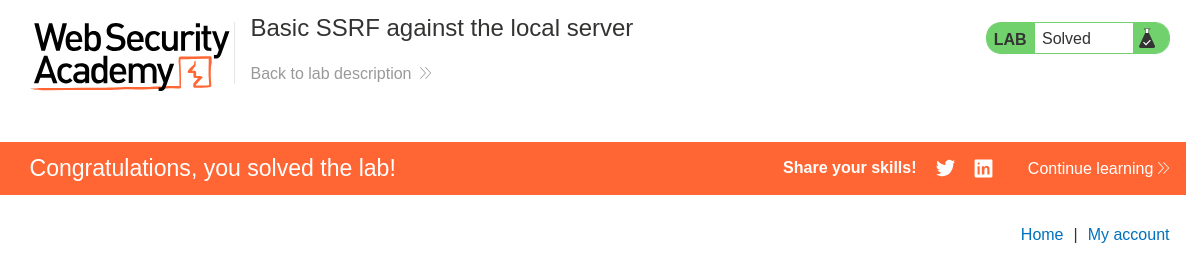 Web Security
Academy
Basic SSRF against the local server
Back to lab description
LAB Solved
Congratulations, you solved the lab!
Share your skills!
Continue learning
Home | My account